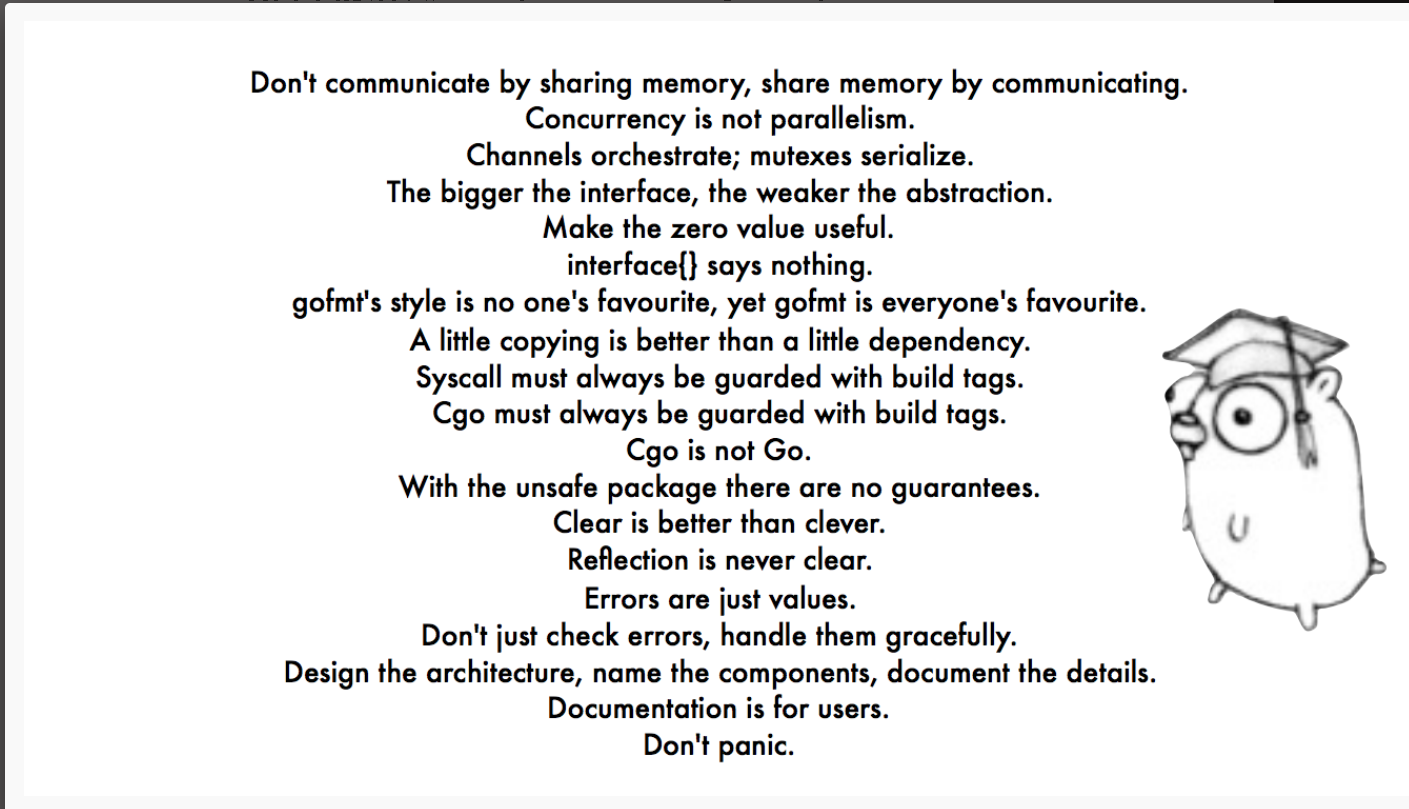 Don't communicate by sharing memory, share memory by communicating.
Concurrency is not parallelism.
Channels orchestrate; mutexes serialize.
The bigger the interface, the weaker the abstraction.
Make the zero value useful.
interface{} says nothing.
gofmt's style is no one's favourite, yet gofmt is everyone's favourite.
A little copying is better than a little dependency.
Syscall must always be guarded with build tags.
Cgo must always be guarded with build tags.
Cgo is not Go.
With the unsafe package there are no guarantees.
Clear is better than clever.
Reflection is never clear.
Errors are just values.
Don't just check errors, handle them gracefully.
Design the architecture, name the components, document the details.
Documentation is for users.
Don't panic.